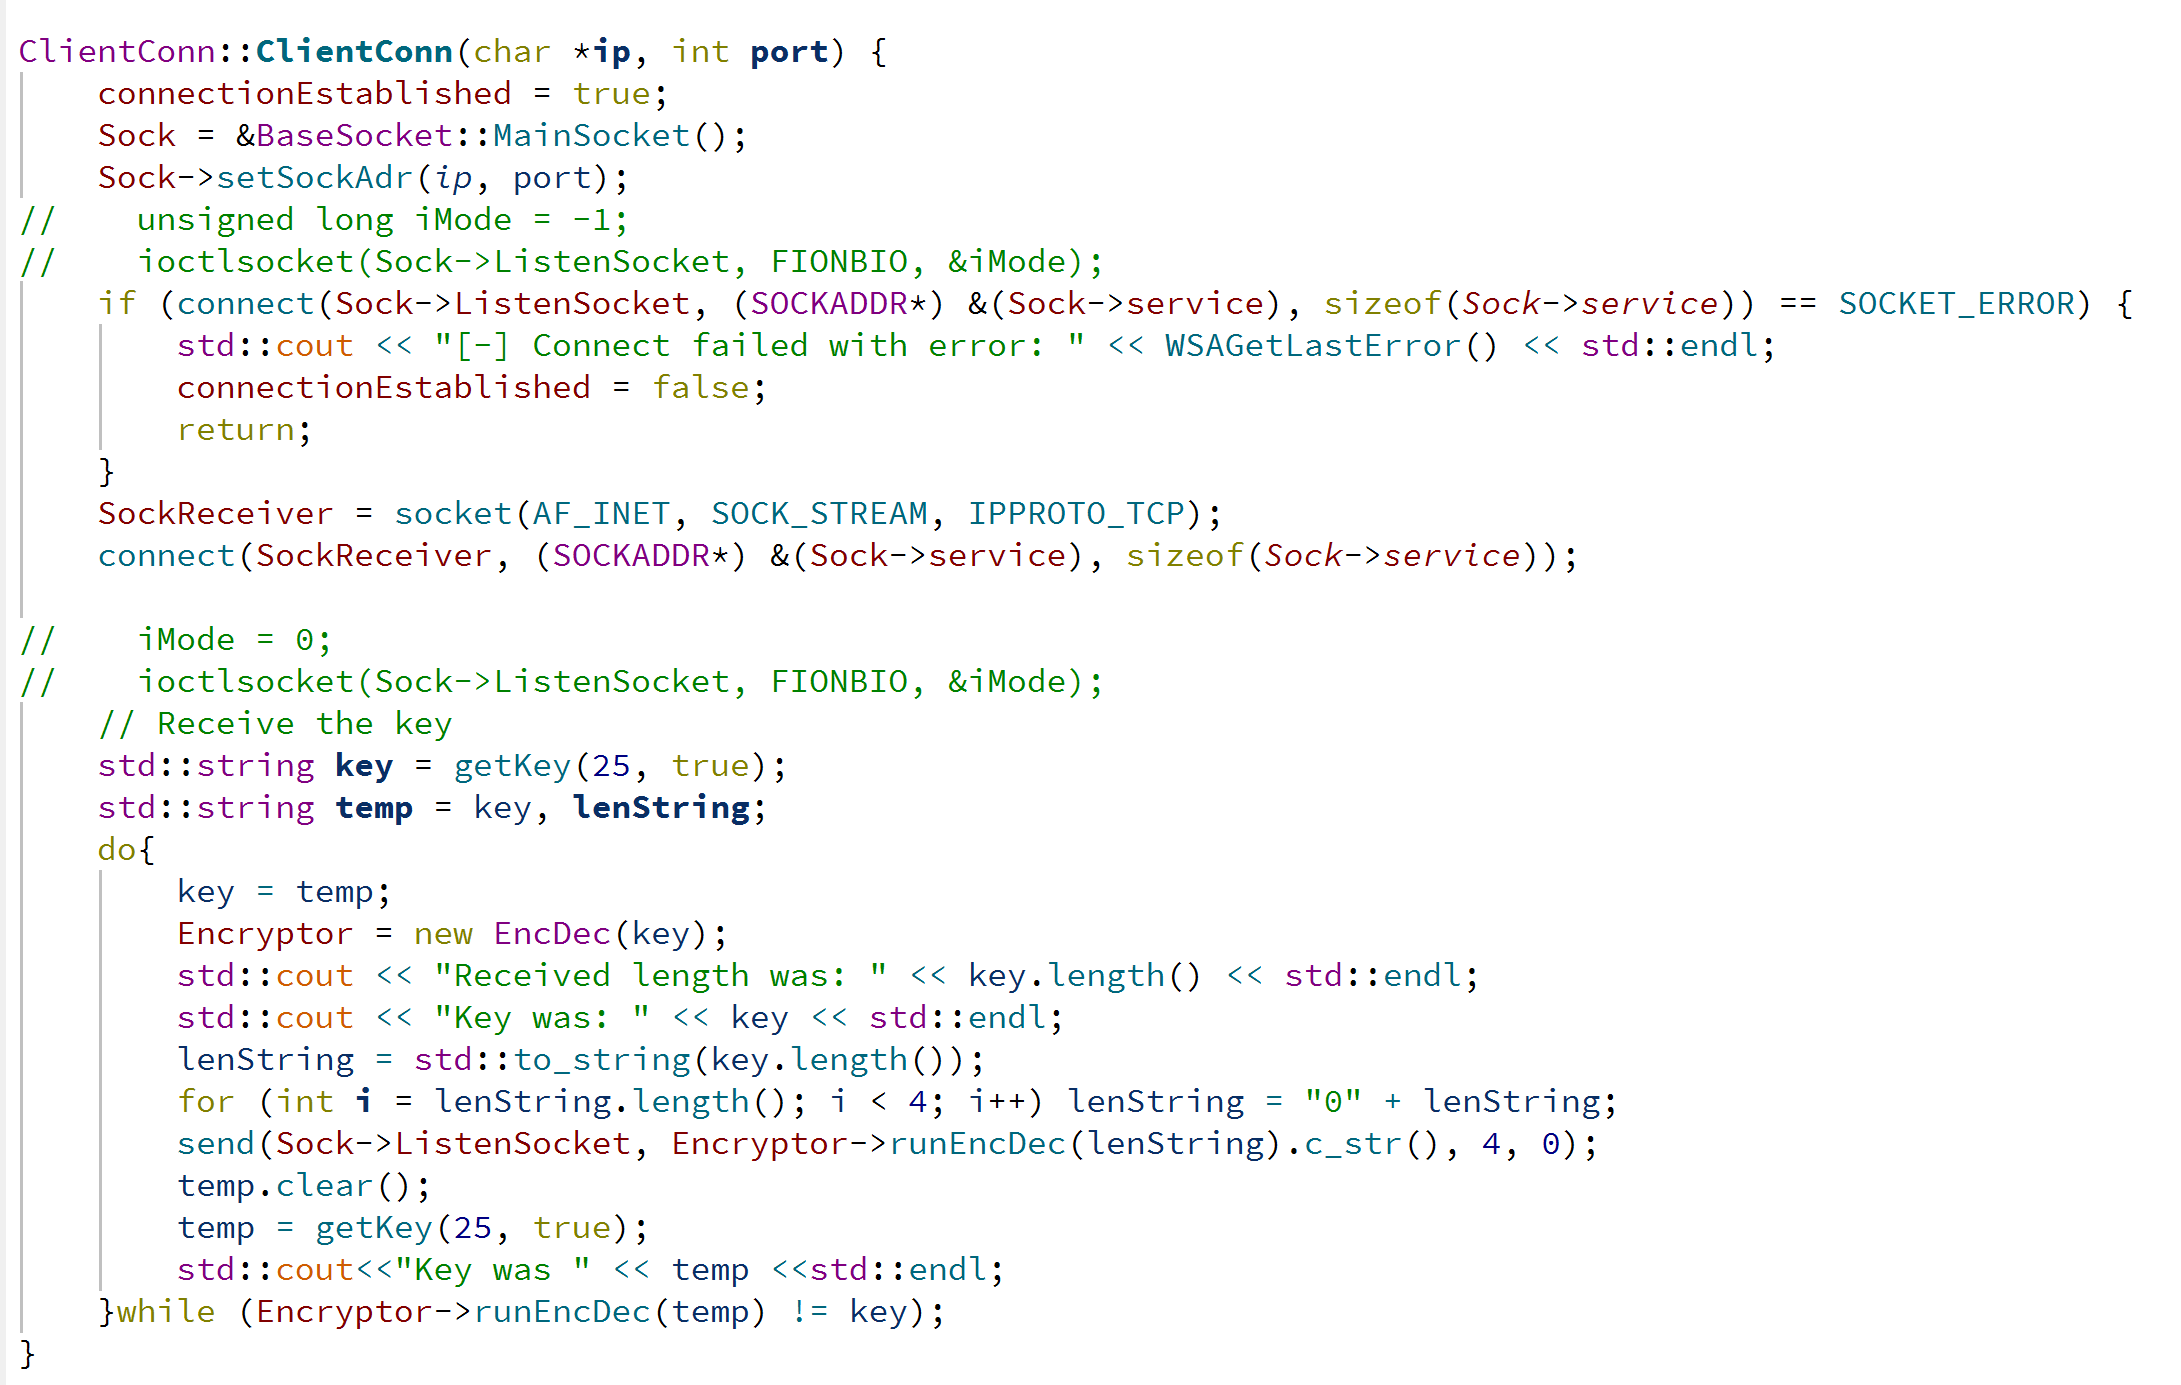 ClientConn::ClientConn(char *ip, int port) {
    connectionEstablished = true;
    Sock = &BaseSocket::MainSocket();
    Sock->setSockAdr(ip, port);
//    unsigned long iMode = -1;
//    ioctlsocket(Sock->ListenSocket, FIONBIO, &iMode);
    if (connect(Sock->ListenSocket, (SOCKADDR*) &(Sock->service), sizeof(Sock->service)) == SOCKET_ERROR) {
        std::cout << "[-] Connect failed with error: " << WSAGetLastError() << std::endl;
        connectionEstablished = false;
        return;
    }
    SockReceiver = socket(AF_INET, SOCK_STREAM, IPPROTO_TCP);
    connect(SockReceiver, (SOCKADDR*) &(Sock->service), sizeof(Sock->service));

//    iMode = 0;
//    ioctlsocket(Sock->ListenSocket, FIONBIO, &iMode);
    // Receive the key
    std::string key = getKey(25, true);
    std::string temp = key, lenString;
    do{
        key = temp;
        Encryptor = new EncDec(key);
        std::cout << "Received length was: " << key.length() << std::endl;
        std::cout << "Key was: " << key << std::endl;
        lenString = std::to_string(key.length());
        for (int i = lenString.length(); i < 4; i++) lenString = "0" + lenString;
        send(Sock->ListenSocket, Encryptor->runEncDec(lenString).c_str(), 4, 0);
        temp.clear();
        temp = getKey(25, true);
        std::cout<<"Key was " << temp <<std::endl;
    }while (Encryptor->runEncDec(temp) != key);
}